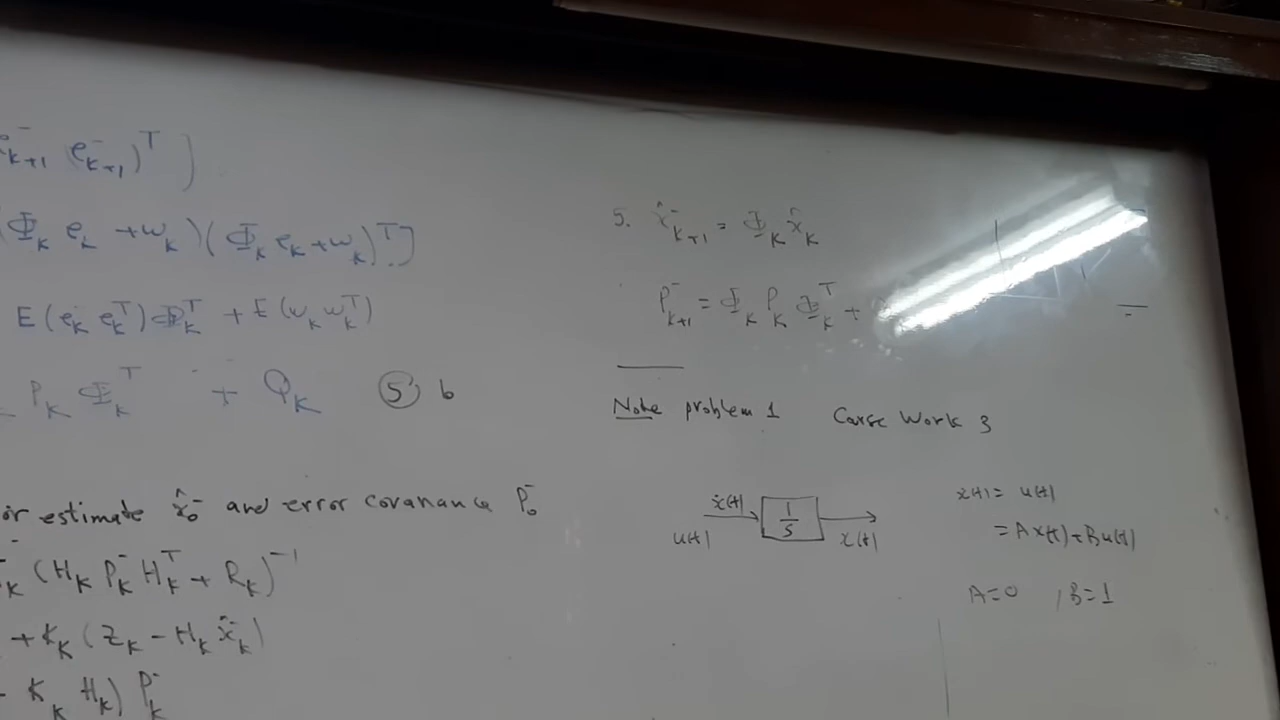 e⁻ₖ₊₁ e⁻ₖ₊₁)ᵀ ]
(Φₖ eₖ + wₖ)(Φₖ eₖ + wₖ)ᵀ]
E(eₖ eₖᵀ)Φₖᵀ + E(wₖ wₖᵀ)
Pₖ Φₖᵀ + Qₖ ⑤ b
or estimate x̂₀⁻ and error covariance P₀⁻
(Hₖ Pₖ⁻ Hₖᵀ + Rₖ)⁻¹
+ Kₖ (Zₖ - Hₖ x̂ₖ⁻)
- Kₖ Hₖ) Pₖ⁻
5. x̂⁻ₖ₊₁ = Φₖ x̂ₖ
P⁻ₖ₊₁ = Φₖ Pₖ Φₖᵀ +
Note problem 1 Carse Work 3
ẋ(t) 1/S
u(t) x(t)
ẋ(t) = u(t)
= Ax(t) + Bu(t)
A=0 , B=1